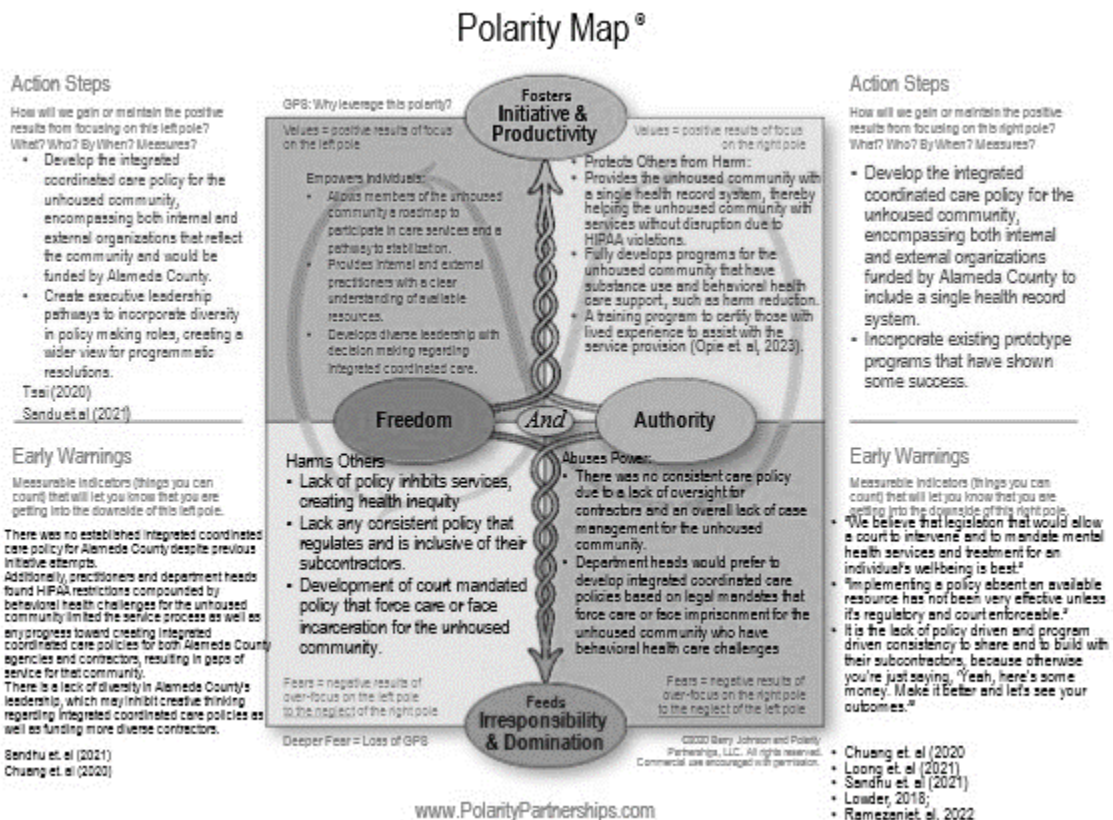 Polarity Map ®
Action Steps
How will we gain or maintain the positive
results from focusing on this left pole?
What? Who? By When? Measures?
• Develop the integrated
coordinated care policy for the
unhoused community,
encompassing both internal and
external organizations that reflect
the community and would be
funded by Alameda County.
• Create executive leadership
pathways to incorporate diversity
in policy making roles, creating a
wider view for programmatic
resolutions.
Tsai (2020)
Sandu et.al (2021)
Early Warnings
Measurable Indicators (things you can
count) that will let you know that you are
getting into the downside of this left pole.
There was no established integrated coordinated
care policy for Alameda County despite previous
initiative attempts.
Additionally, practitioners and department heads
found HIPAA restrictions compounded by
behavioral health challenges for the unhoused
community limited the service process as well as
any progress toward creating integrated
coordinated care policies for both Alameda County
agencies and contractors, resulting in gaps of
service for that community.
There is a lack of diversity in Alameda County's
leadership, which may inhibit creative thinking
regarding integrated coordinated care policies as
well as funding more diverse contractors.
Sandhu et. al (2021)
Chuang et. al (2020)
GPS: Why leverage this polarity?
Fosters
Initiative &
Productivity
Values = positive results of focus
on the left pole
Empowers Individuals:
• Allows members of the unhoused
community a roadmap to
participate in care services and a
pathway to stabilization.
• Provides internal and external
practitioners with a clear
understanding of available
resources.
• Develops diverse leadership with
decision making regarding
integrated coordinated care.
Values = positive results of focus
on the right pole
• Protects Others from Harm:
• Provides the unhoused community with
a single health record system, thereby
helping the unhoused community with
services without disruption due to
HIPAA violations.
• Fully develops programs for the
unhoused community that have
substance use and behavioral health
care support, such as harm reduction.
• A training program to certify those with
lived experience to assist with the
service provision (Opie et. al, 2023).
Freedom
And
Authority
Harms Others
• Lack of policy inhibits services,
creating health inequity
• Lack any consistent policy that
regulates and is inclusive of their
subcontractors.
• Development of court mandated
policy that force care or face
incarceration for the unhoused
community.
Fears = negative results of
over-focus on the left pole
to the neglect of the right pole
Abuses Power:
• There was no consistent care policy
due to a lack of oversight for
contractors and an overall lack of case
management for the unhoused
community.
• Department heads would prefer to
develop integrated coordinated care
policies based on legal mandates that
force care or face imprisonment for the
unhoused community who have
behavioral health care challenges
Fears = negative results of
over-focus on the right pole
to the neglect of the left pole
Feeds
Irresponsibility
& Domination
Deeper Fear = Loss of GPS
©2020 Barry Johnson and Polarity
Partnerships, LLC. All rights reserved.
Commercial use encouraged with permission.
www.PolarityPartnerships.com
Action Steps
How will we gain or maintain the positive
results from focusing on this right pole?
What? Who? By When? Measures?
• Develop the integrated
coordinated care policy for the
unhoused community,
encompassing both internal
and external organizations
funded by Alameda County to
include a single health record
system.
• Incorporate existing prototype
programs that have shown
some success.
Early Warnings
Measurable Indicators (things you can
count) that will let you know that you are
getting into the downside of this right pole.
• "We believe that legislation that would allow
a court to intervene and to mandate mental
health services and treatment for an
individual's well-being is best."
• "Implementing a policy absent an available
resource has not been very effective unless
it's regulatory and court enforceable."
• It is the lack of policy driven and program
driven consistency to share and to build with
their subcontractors, because otherwise
you're just saying, "Yeah, here's some
money. Make it better and let's see your
outcomes."
• Chuang et. al (2020
• Loong et. al (2021)
• Sandhu et. al (2021)
• Lowder, 2018;
• Ramezaniet, al, 2022